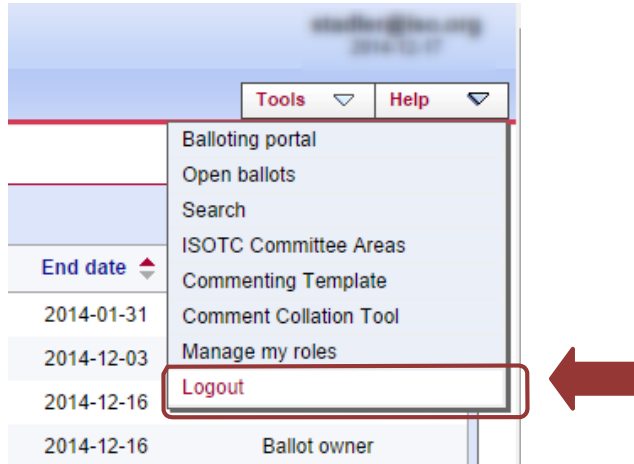 Tools Help
Balloting portal
Open ballots
Search
ISOTC Committee Areas
End date
Commenting Template
2014-01-31 Comment Collation Tool
2014-12-03 Manage my roles
2014-12-16 Logout
2014-12-16 Ballot owner